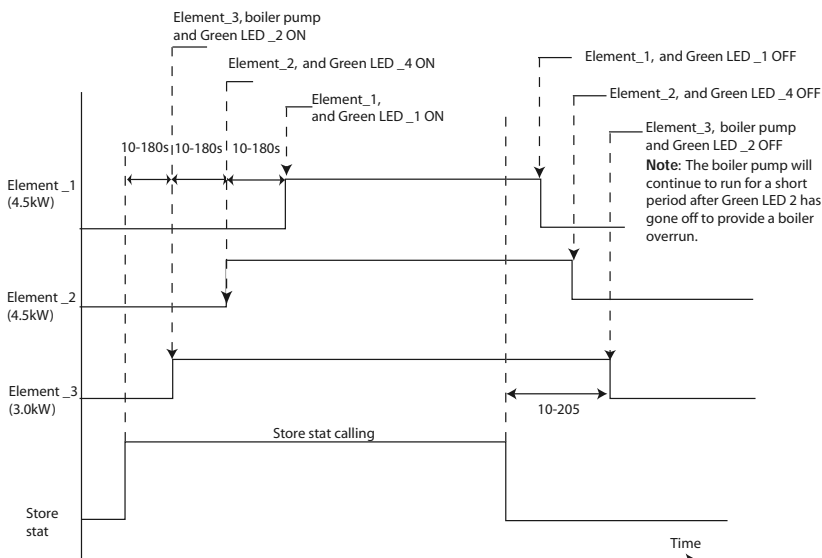 Element_3, boiler pump
and Green LED _2 ON
Element_2, and Green LED _4 ON
Element_1,
and Green LED _1 ON
Element_1, and Green LED _1 OFF
Element_2, and Green LED _4 OFF
Element_3, boiler pump
and Green LED _2 OFF
Note: The boiler pump will
continue to run for a short
period after Green LED 2 has
gone off to provide a boiler
overrun.
10-180s 10-180s 10-180s
Element _1
(4.5kW)
Element _2
(4.5kW)
Element _3
(3.0kW)
10-205
Store stat calling
Store
stat
Time